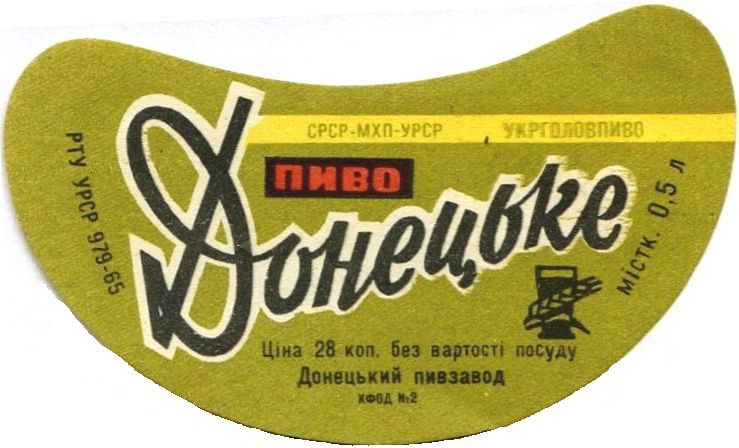 СРСР-МХП-УРСР УКРГОЛОВПИВО
ПИВО
Донецьке
РТУ УРСР 979-65
містк. 0,5 л
Ціна 28 коп. без вартості посуду
Донецький пивзавод
КФОД №2